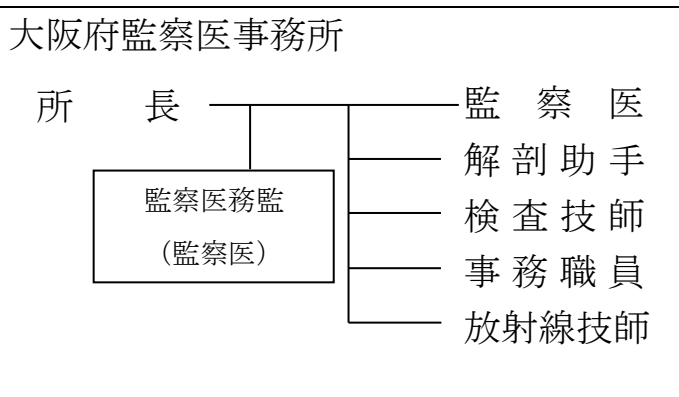 大阪府監察医事務所
所　長
監　察　医
解剖助手
検査技師
事務職員
放射線技師
監察医務監
（監察医）